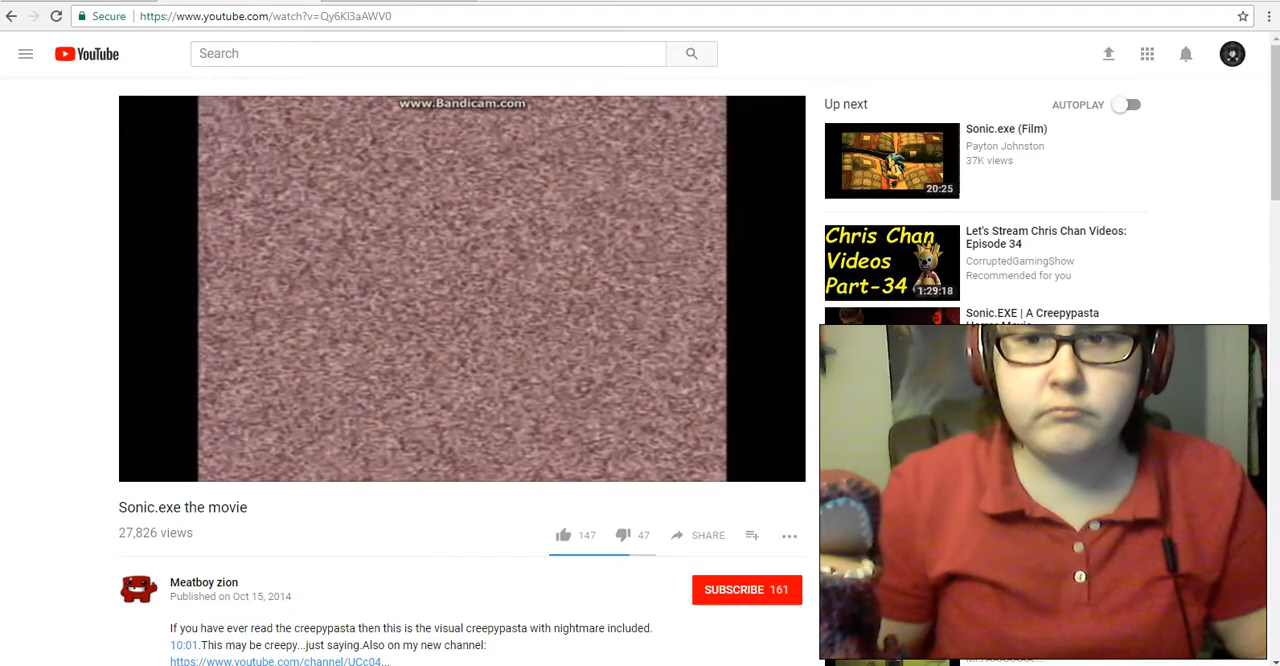 Secure https://www.youtube.com/watch?v=Qy6Kl3aAWV0
YouTube
Search
www.Bandicam.com
Up next
AUTOPLAY
Sonic.exe (Film)
Payton Johnston
37K views
20:25
Chris Chan
Videos
Part-34
1:29:18
Let's Stream Chris Chan Videos:
Episode 34
CorruptedGamingShow
Recommended for you
Sonic.EXE | A Creepypasta
Sonic.exe the movie
27,826 views
147
47
SHARE
Meatboy zion
Published on Oct 15, 2014
SUBSCRIBE 161
If you have ever read the creepypasta then this is the visual creepypasta with nightmare included.
10:01.This may be creepy...just saying.Also on my new channel:
https://www.youtube.com/channel/UCc04...